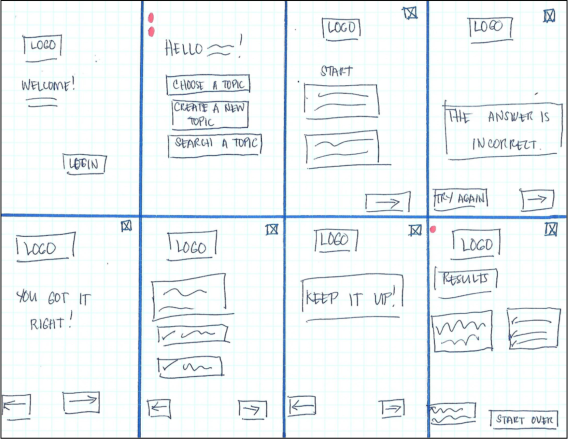 LOGO
WELCOME!
LOGIN
HELLO !
CHOOSE A TOPIC
CREATE A NEW
TOPIC
SEARCH A TOPIC
LOGO
START
LOGO
THE ANSWER IS
INCORRECT.
TRY AGAIN
LOGO
YOU GOT IT
RIGHT!
LOGO
LOGO
KEEP IT UP!
LOGO
RESULTS
START OVER